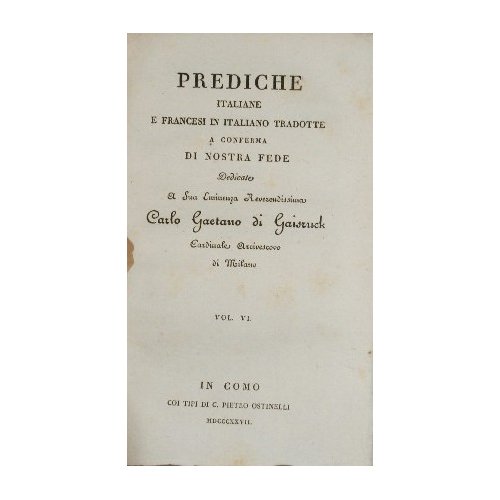 PREDICHE
ITALIANE
E FRANCESI IN ITALIANO TRADOTTE
A CONFERMA
DI NOSTRA FEDE
Dedicate
A Sua Eminenza Reverendissima
Carlo Gaetano di Gaisruck
Cardinale Arcivescovo
di Milano
VOL. VI.
IN COMO
COI TIPI DI C. PIETRO OSTINELLI
MDCCCXXVII.